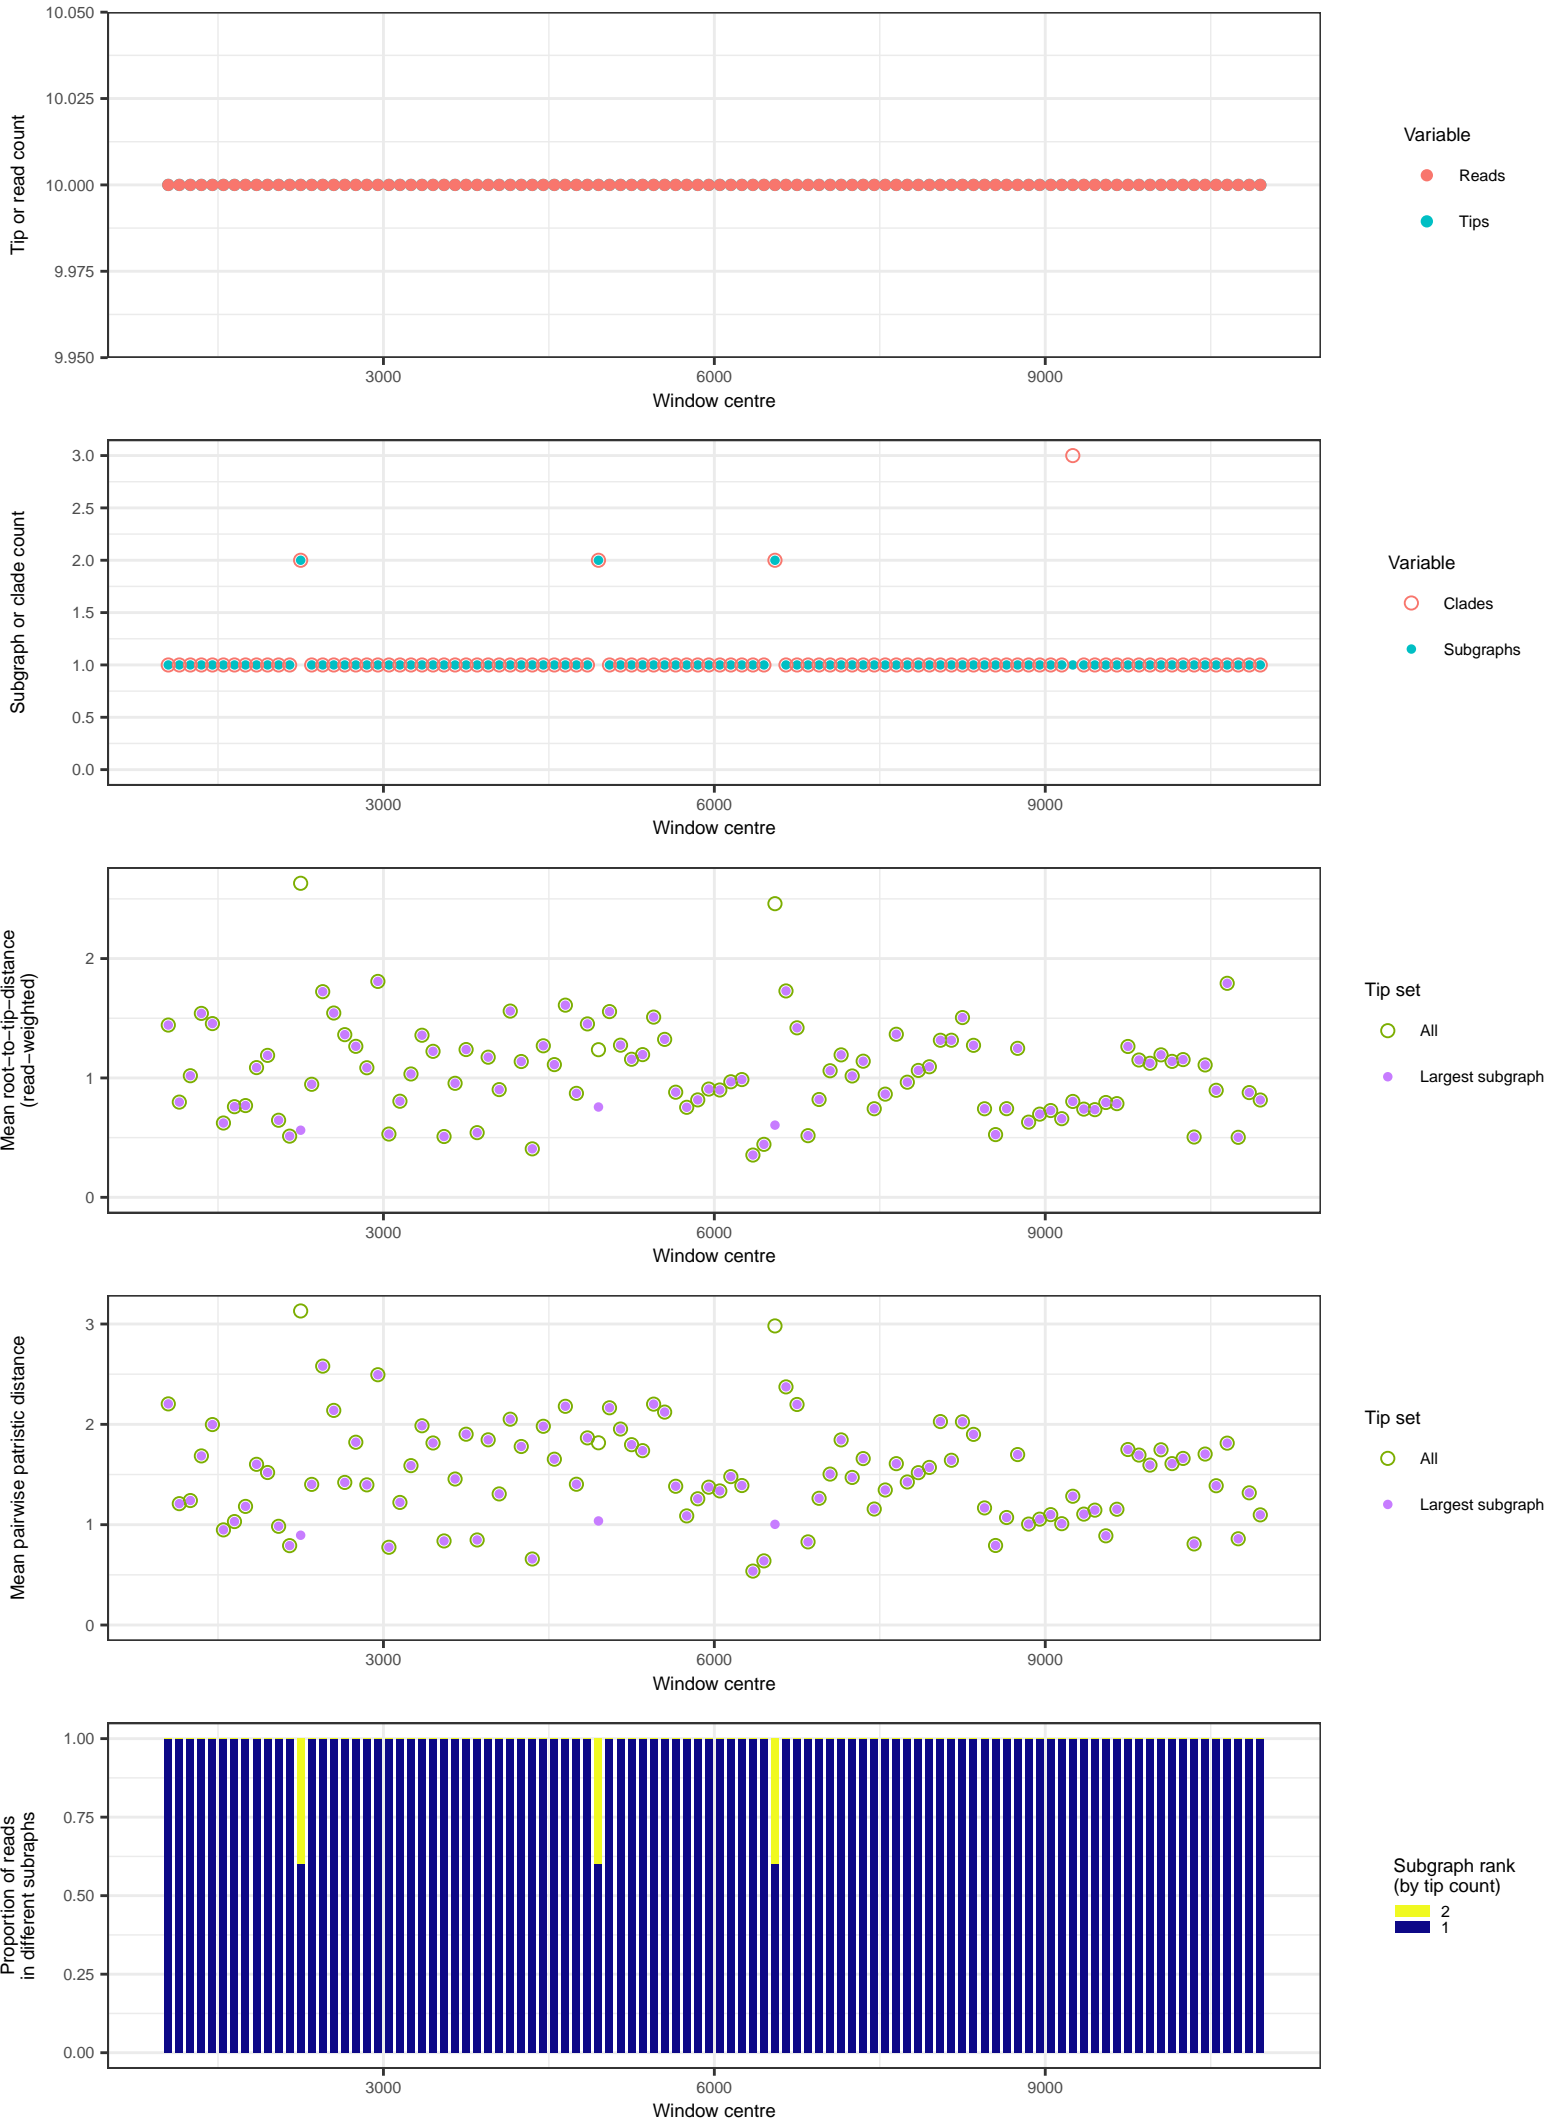 10.050
10.025
10.000
9.975
9.950
Tip or read count
3000
6000
9000
Window centre
Variable
Reads
Tips
3.0
2.5
2.0
1.5
1.0
0.5
0.0
Subgraph or clade count
3000
6000
9000
Window centre
Variable
Clades
Subgraphs
2
1
0
Mean root−to−tip−distance
(read−weighted)
3000
6000
9000
Window centre
Tip set
All
Largest subgraph
3
2
1
0
Mean pairwise patristic distance
3000
6000
9000
Window centre
Tip set
All
Largest subgraph
1.00
0.75
0.50
0.25
0.00
Proportion of reads
in different subraphs
3000
6000
9000
Window centre
Subgraph rank
(by tip count)
2
1